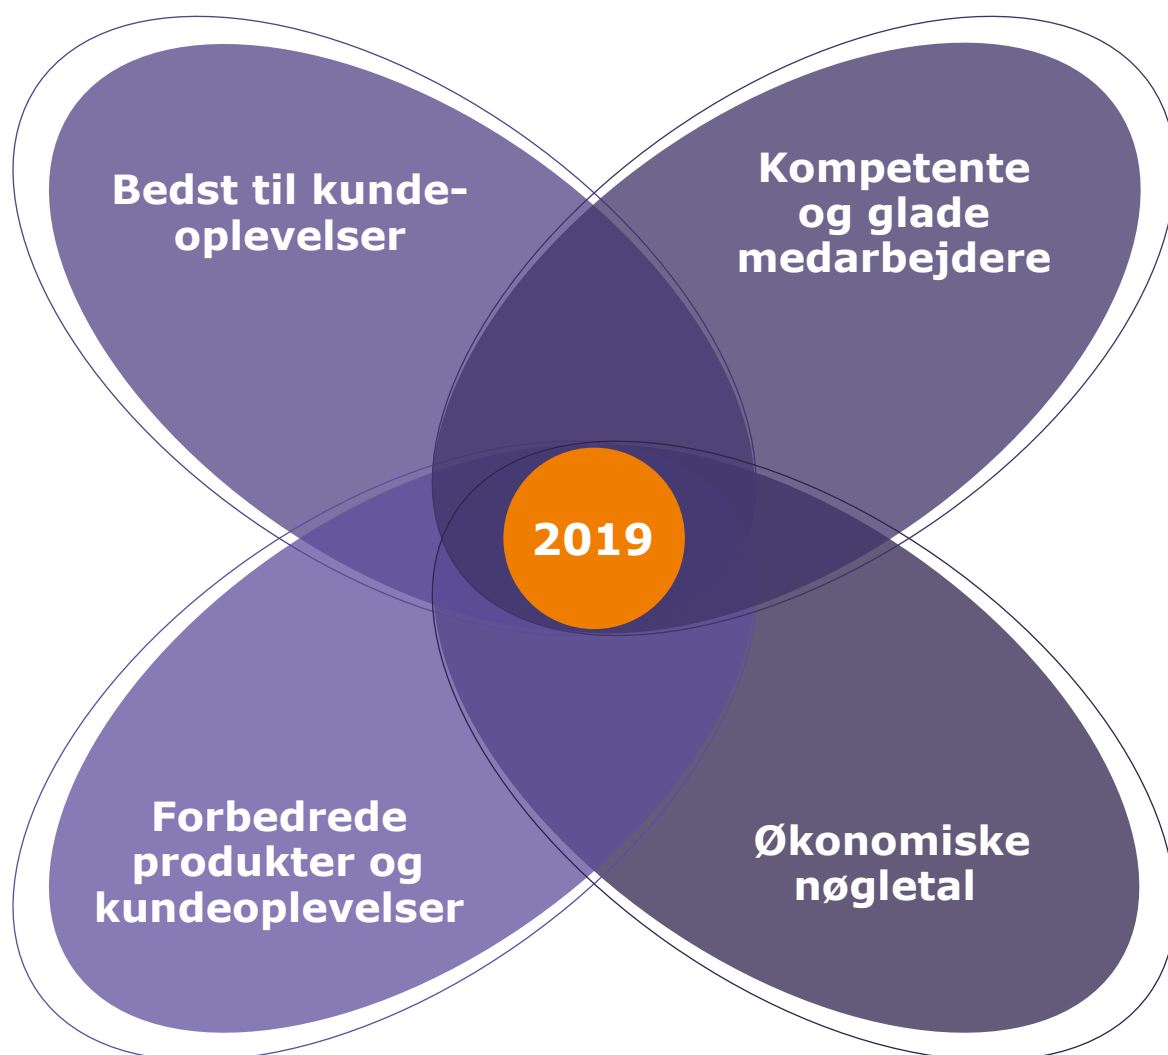 Bedst til kunde-
oplevelser
Kompetente
og glade
medarbejdere
2019
Forbedrede
produkter og
kundeoplevelser
Økonomiske
nøgletal